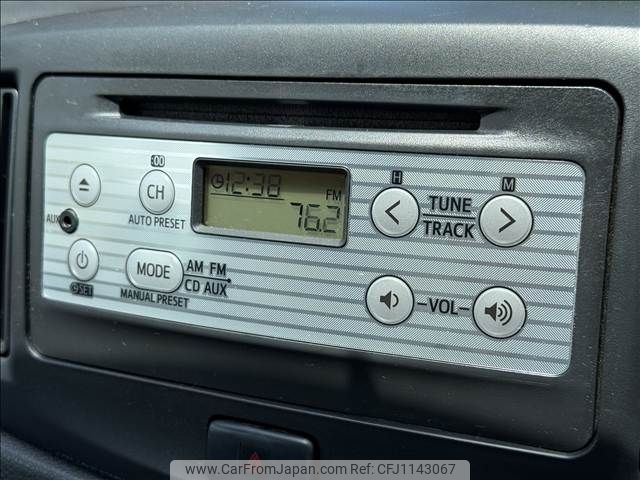 :00
H
M
CH
12:38
FM
76.2
TUNE
TRACK
AUTO PRESET
AUX
MODE
AM FM
CD AUX
SET
MANUAL PRESET
-VOL-
www.CarFromJapan.com - CFJ1143067